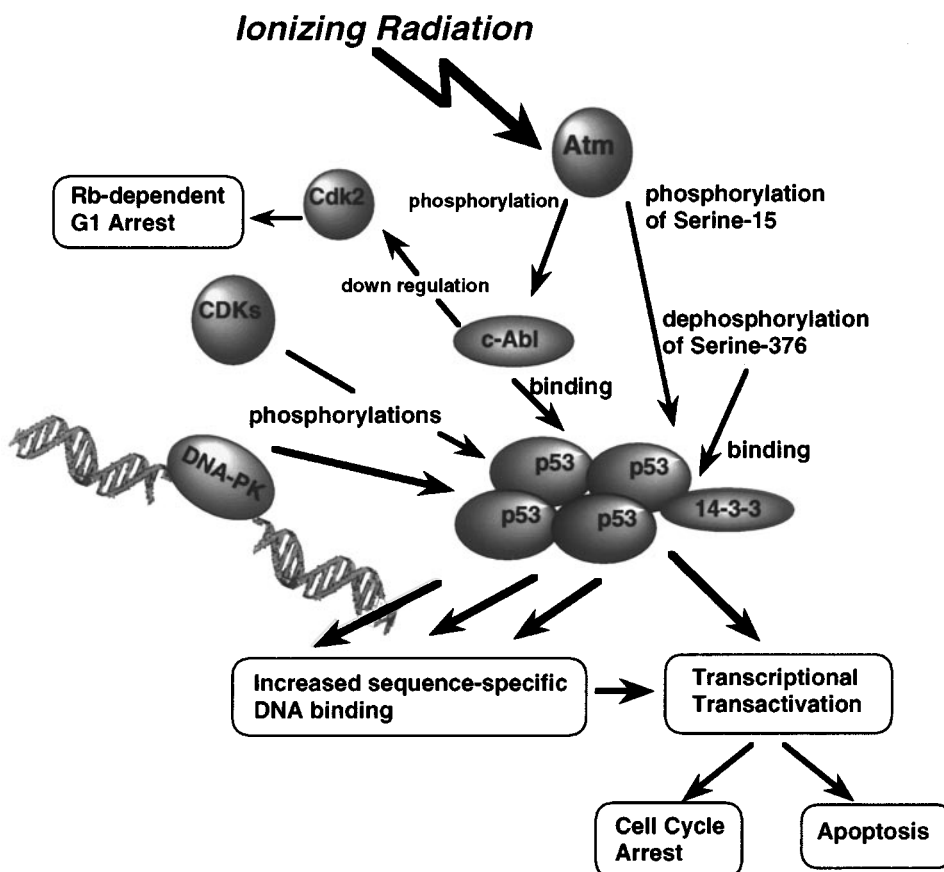 Ionizing Radiation
Atm
Rb-dependent
G1 Arrest
Cdk2
phosphorylation
phosphorylation
of Serine-15
down regulation
CDKs
c-Abl
dephosphorylation
of Serine-376
binding
phosphorylations
DNA-PK
p53
p53
binding
p53
p53
14-3-3
Increased sequence-specific
DNA binding
Transcriptional
Transactivation
Cell Cycle
Arrest
Apoptosis